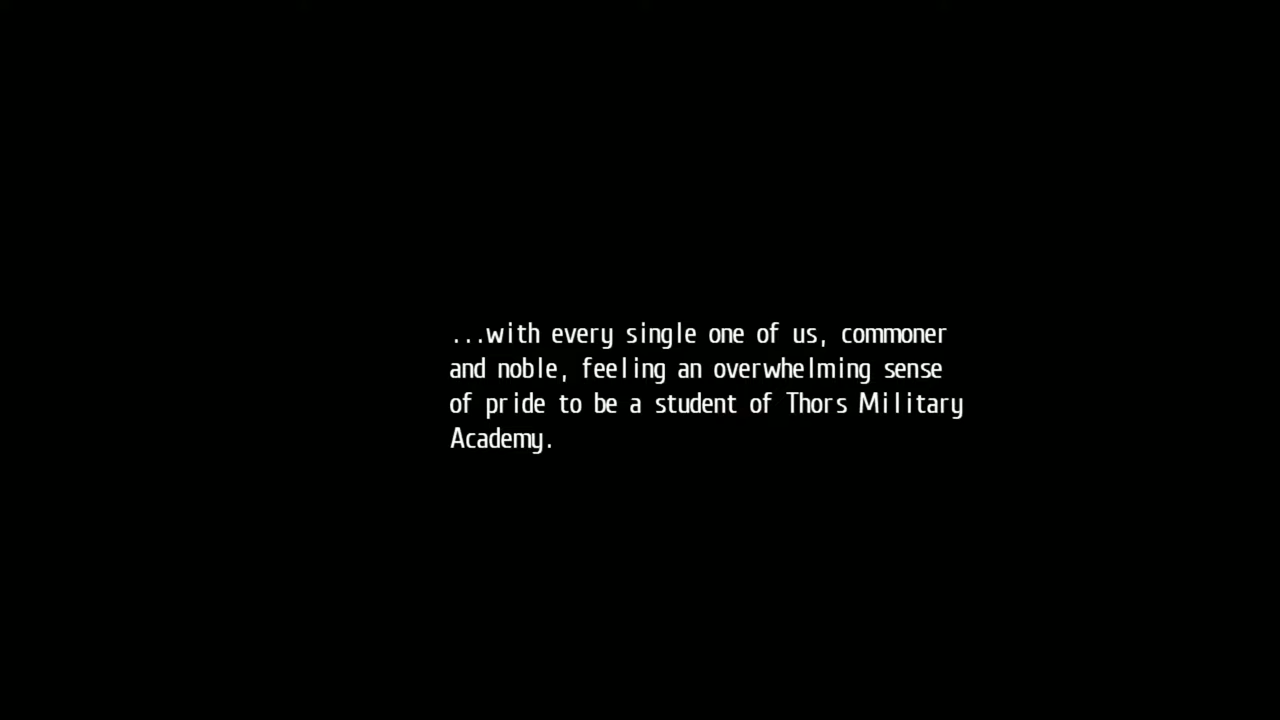 ...with every single one of us, commoner
and noble, feeling an overwhelming sense
of pride to be a student of Thors Military
Academy.